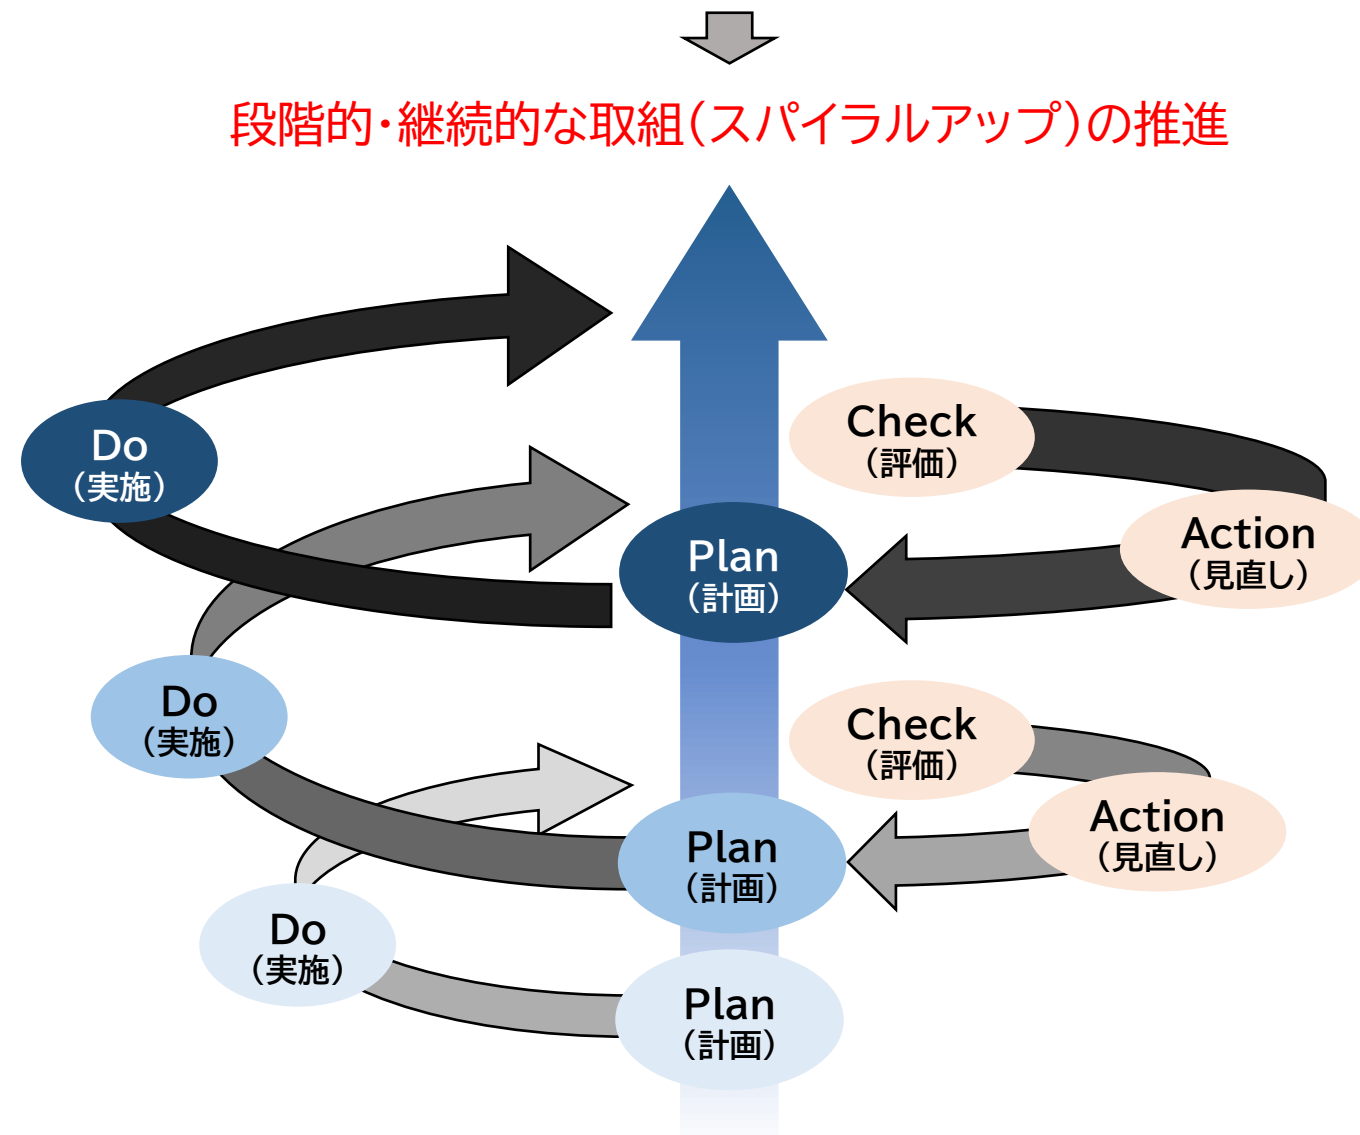 段階的・継続的な取組（スパイラルアップ）の推進
Check
（評価）
Do
（実施）
Action
（見直し）
Plan
（計画）
Do
（実施）
Check
（評価）
Action
（見直し）
Plan
（計画）
Do
（実施）
Plan
（計画）